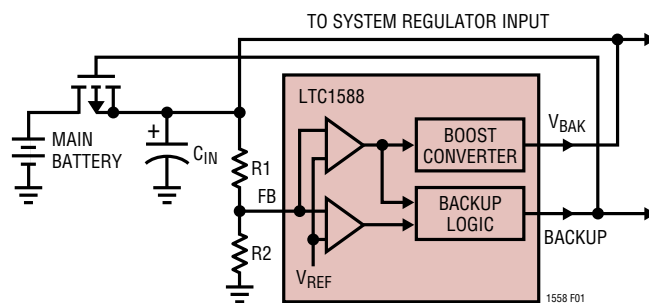 TO SYSTEM REGULATOR INPUT
LTC1588
MAIN
BATTERY
+
CIN
R1
FB
R2
VREF
BOOST
CONVERTER
BACKUP
LOGIC
VBAK
BACKUP
1558 F01